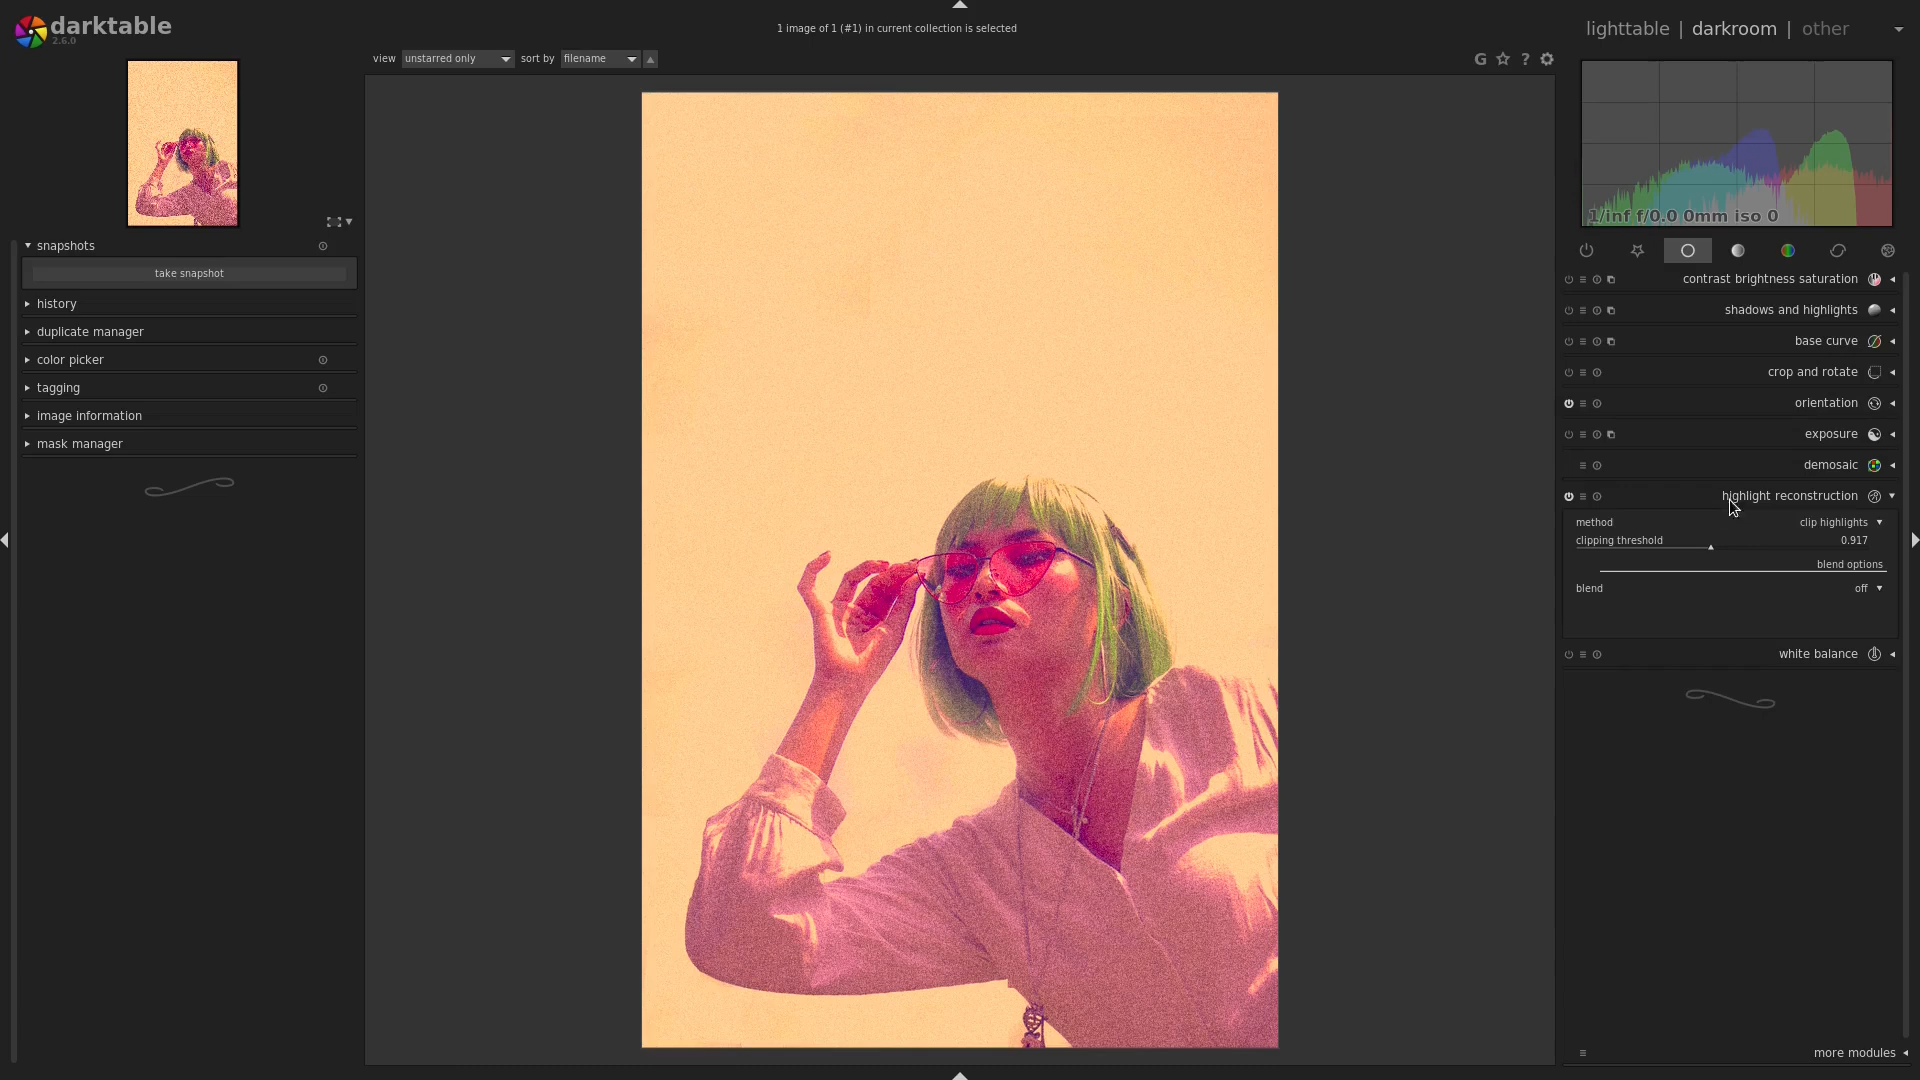 darktable
2.6.0
1 image of 1 (#1) in current collection is selected
lighttable | darkroom | other
view unstarred only sort by filename
G ?
1/inf f/0.0 0mm iso 0
snapshots
take snapshot
history
duplicate manager
color picker
tagging
image information
mask manager
contrast brightness saturation
shadows and highlights
base curve
crop and rotate
orientation
exposure
demosaic
highlight reconstruction
method clip highlights
clipping threshold 0.917
blend options
blend off
white balance
more modules